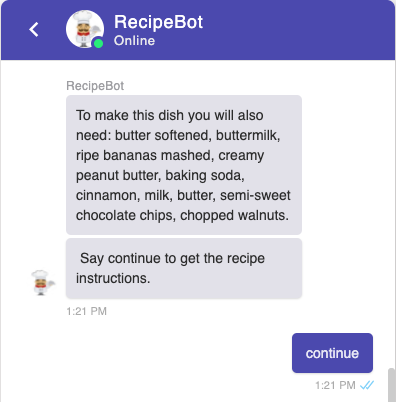 RecipeBot
Online
RecipeBot
To make this dish you will also
need: butter softened, buttermilk,
ripe bananas mashed, creamy
peanut butter, baking soda,
cinnamon, milk, butter, semi-sweet
chocolate chips, chopped walnuts.
Say continue to get the recipe
instructions.
1:21 PM
continue
1:21 PM